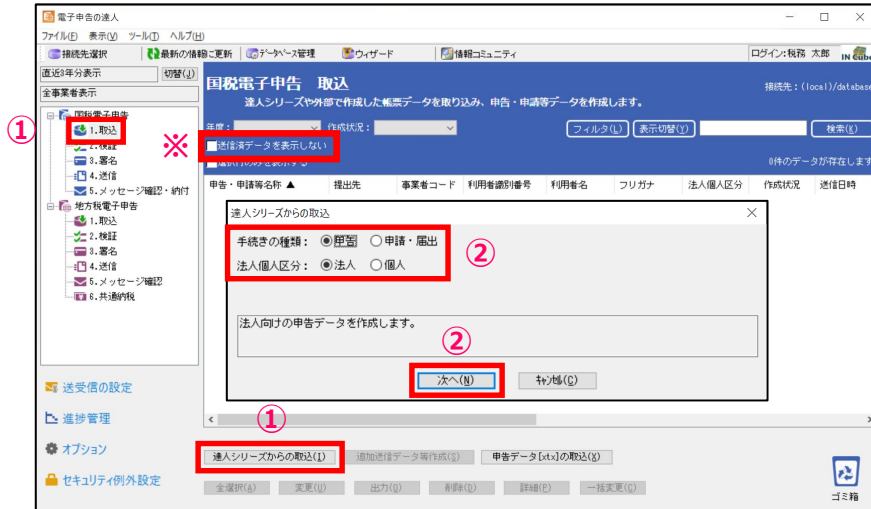 電子申告の達人
ファイル(F) 表示(V) ツール(T) ヘルプ(H)
接続先選択 最新の情報に更新 データベース管理 ウィザード 情報コミュニティ ログイン:税務 太郎 IN Cube
直近3年分表示 切替(J)
全事業者表示
国税電子申告 取込
接続先:(local)/database
達人シリーズや外部で作成した帳票データを取り込み、申告・申請等データを作成します。
①
国税電子申告
1.取込
2.検証
3.署名
4.送信
5.メッセージ確認・納付
地方税電子申告
1.取込
2.検証
3.署名
4.送信
5.メッセージ確認
6.共通納税
年度: 作成状況: フィルタ(L) 表示切替(Y) 検索(K)
※
送信済データを表示しない
選択行のみを表示する
0件のデータが存在します
申告・申請等名称 ▲ 提出先 事業者コード 利用者識別番号 利用者名 フリガナ 法人個人区分 作成状況 送信日時
達人シリーズからの取込
手続きの種類: 申告 申請・届出
法人個人区分: 法人 個人
②
法人向けの申告データを作成します。
②
次へ(N) キャンセル(C)
送受信の設定
進捗管理
オプション
セキュリティ例外設定
①
達人シリーズからの取込(I) 追加送信データ等作成(S) 申告データ[xtx]の取込(X)
全選択(A) 変更(U) 出力(O) 削除(D) 詳細(P) 一括変更(C)
ゴミ箱